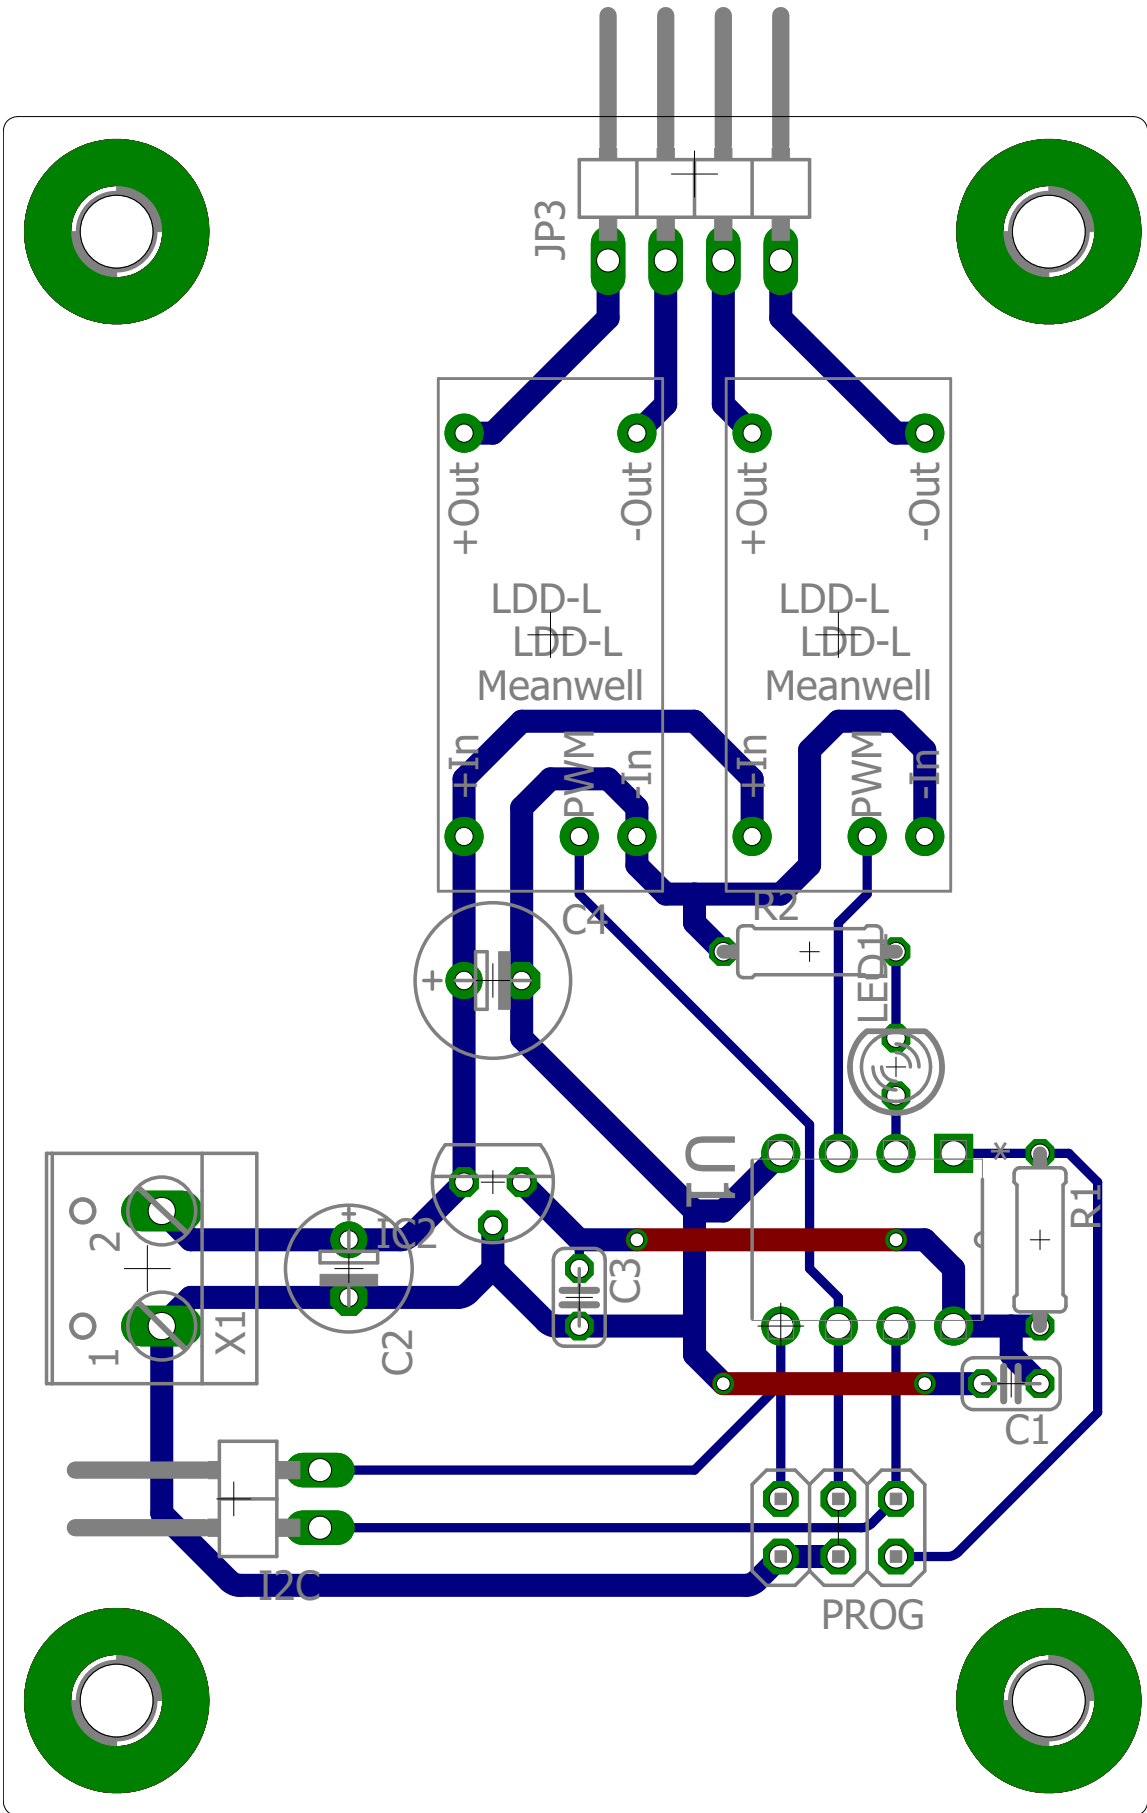 JP3
+Out
-Out
+Out
-Out
LDD-L
LDD-L
LDD-L
LDD-L
Meanwell
Meanwell
+In
PWM
-In
+In
PWM
-In
R2
C4
+
LED1
U1
*
R1
+
2
IC2
C3
1
X1
C2
C1
I2C
PROG